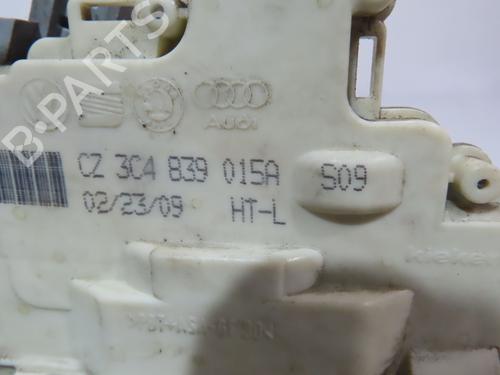 B-Parts
AUDI
CZ 3C4 839 015A S09
02/23/09 HT-L